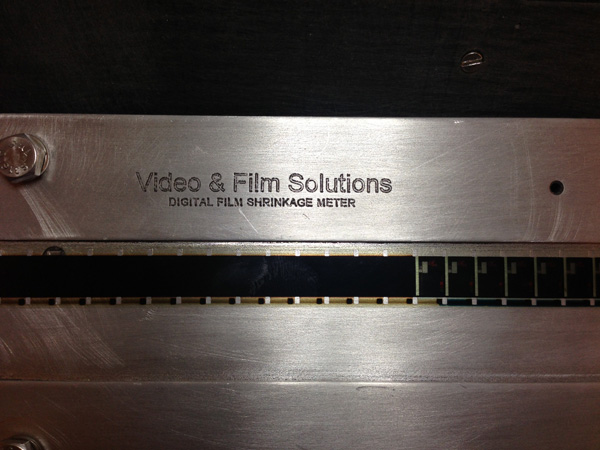 Video & Film Solutions
DIGITAL FILM SHRINKAGE METER